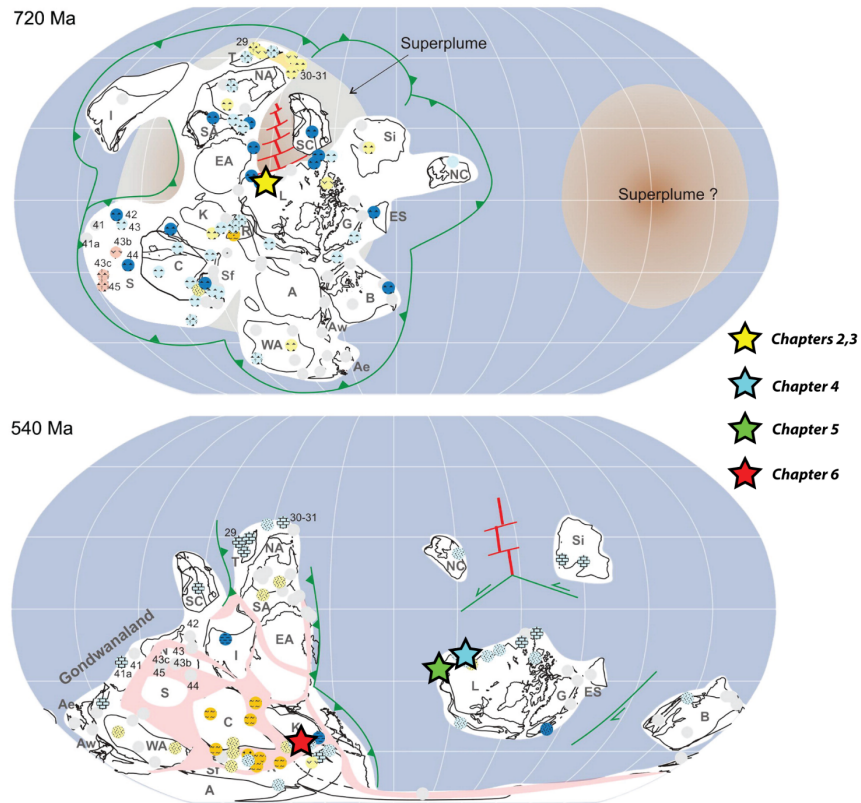 720 Ma
Superplume
29
T
NA
30-31
I
SA
SC
Si
EA
NC
L
K
G
ES
R
42
41
43
41a
43b
44
43c
45
S
C
Sf
A
B
Aw
WA
Ae
Superplume ?
Chapters 2,3
Chapter 4
Chapter 5
Chapter 6
540 Ma
30-31
29
NA
T
Si
NC
SC
SA
Gondwanaland
42
EA
N
I
43
41
43c
43b
41a
45
44
S
L
G
ES
Ae
C
K
B
Aw
WA
Sf
A